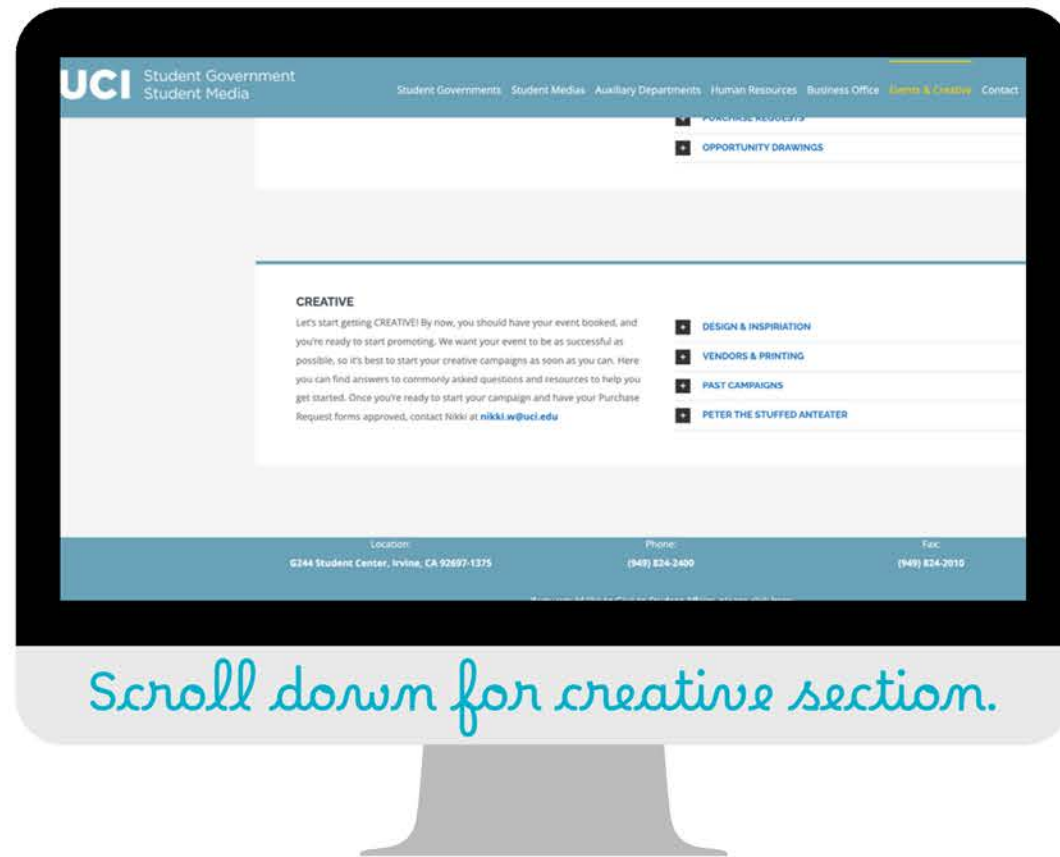 UCI Student Government
Student Media
Student Governments Student Medias Auxiliary Departments Human Resources Business Office Events & Creative Contact
PURCHASE REQUESTS
OPPORTUNITY DRAWINGS
CREATIVE
Let's start getting CREATIVE! By now, you should have your event booked, and
you're ready to start promoting. We want your event to be as successful as
possible, so it's best to start your creative campaigns as soon as you can. Here
you can find answers to commonly asked questions and resources to help you
get started. Once you're ready to start your campaign and have your Purchase
Request forms approved, contact Nikki at nikki.w@uci.edu
DESIGN & INSPIRIATION
VENDORS & PRINTING
PAST CAMPAIGNS
PETER THE STUFFED ANTEATER
Location:
G244 Student Center, Irvine, CA 92697-1375
Phone:
(949) 824-2400
Fax:
(949) 824-2010
Scroll down for creative section.